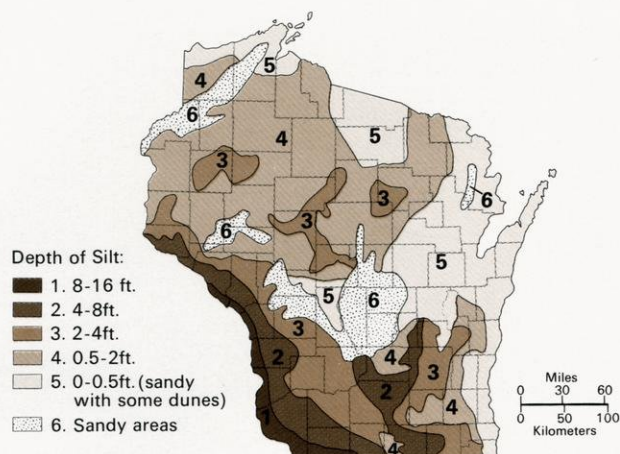 5
4
6
4
5
3
3
6
3
6
5
Depth of Silt:
1. 8-16 ft.
2. 4-8ft.
3. 2-4ft.
4. 0.5-2ft.
5. 0-0.5ft. (sandy
with some dunes)
6. Sandy areas
5
6
3
2
4
2
3
4
1
4
Miles
0 30 60
0 50 100
Kilometers